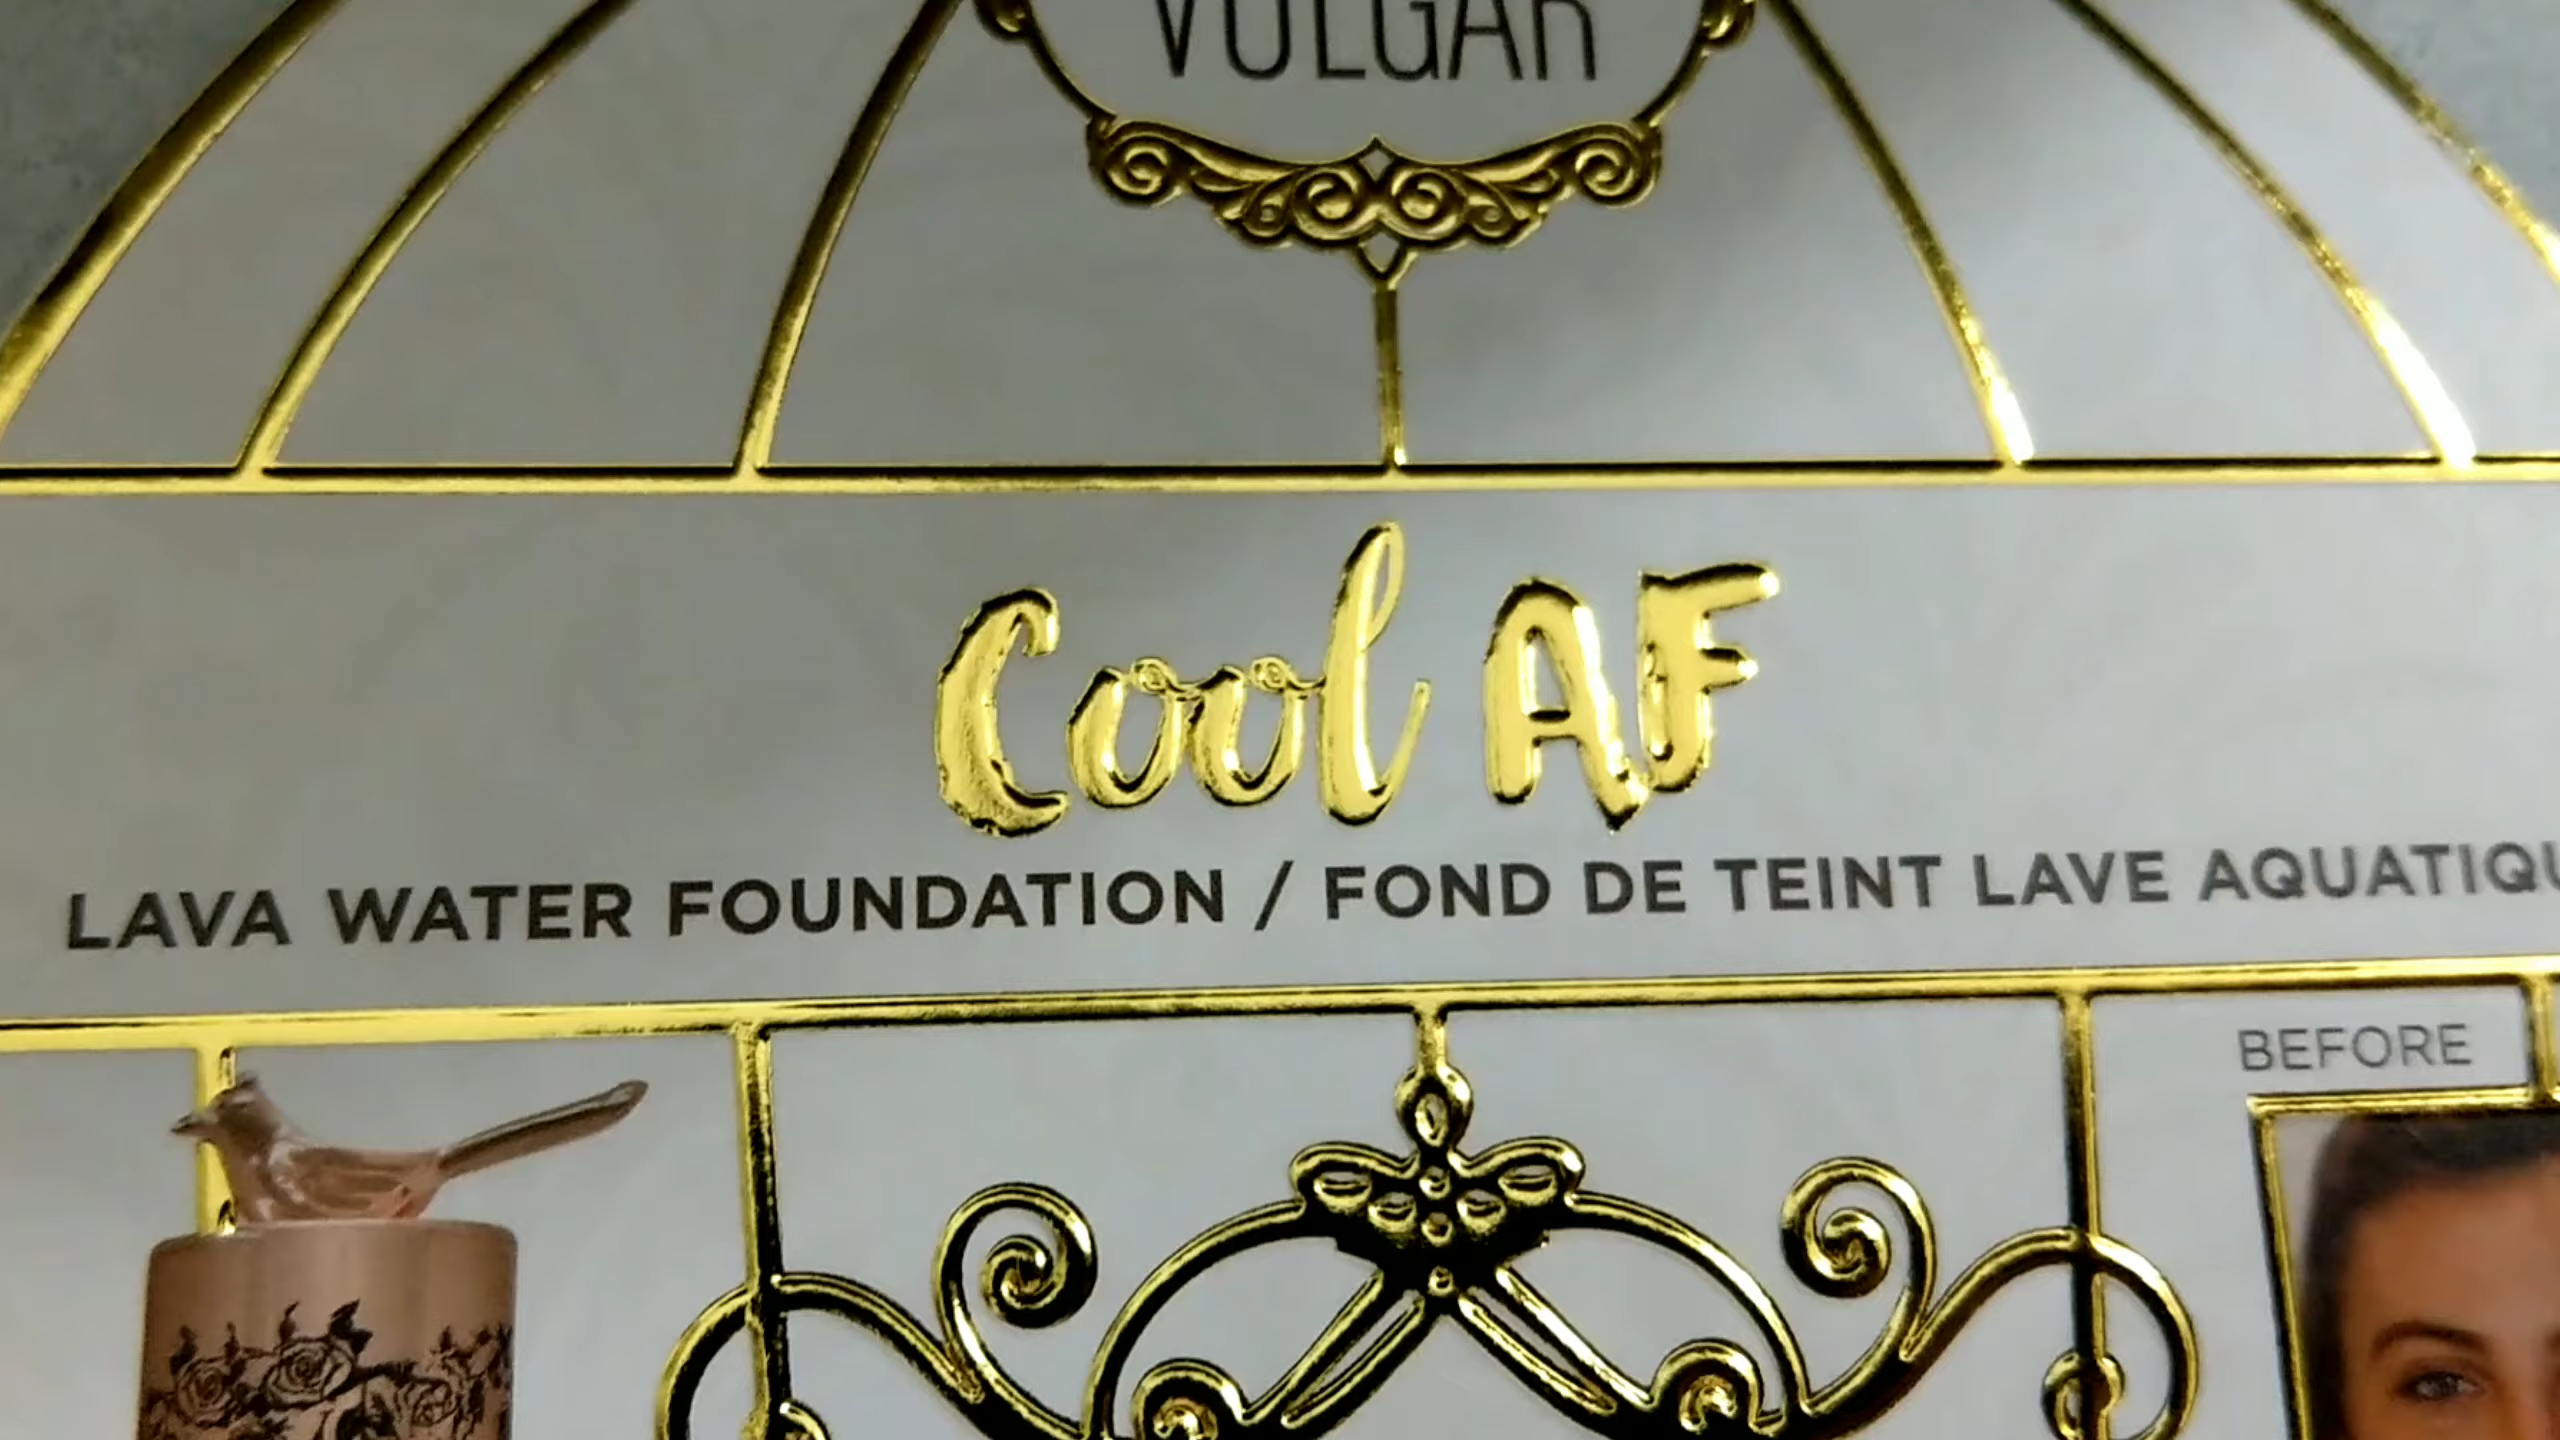 VULGAR
Cool AF
LAVA WATER FOUNDATION / FOND DE TEINT LAVE AQUATIQU
BEFORE